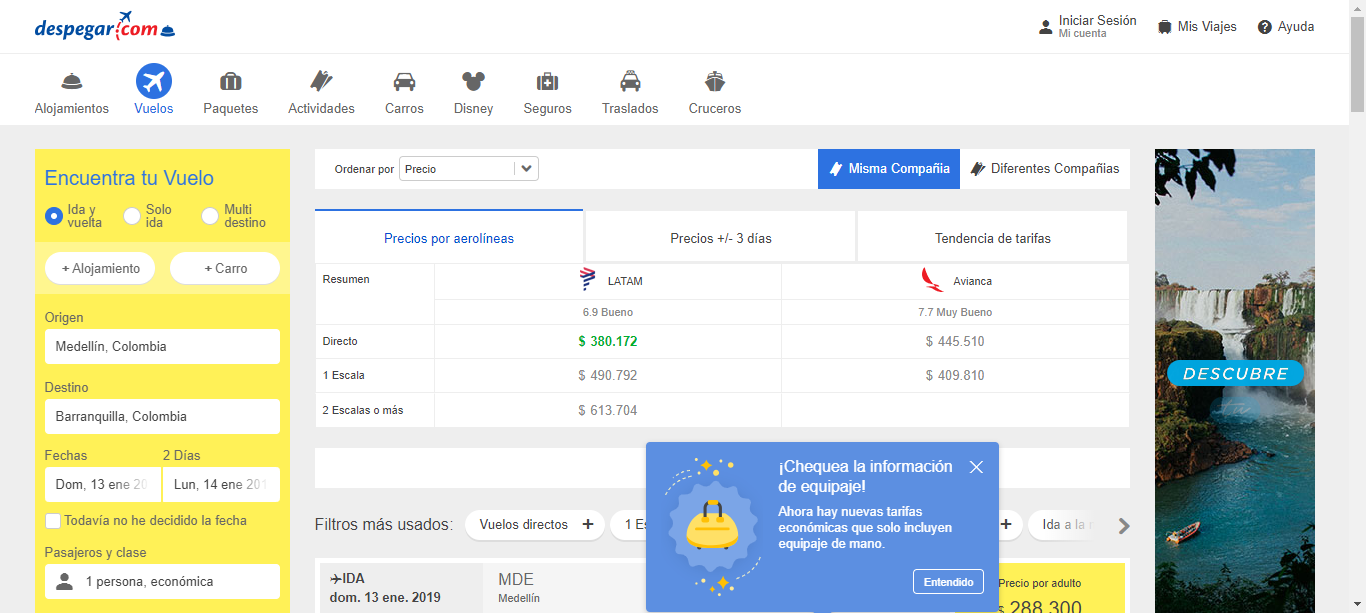 despegar.com
Iniciar Sesión
Mi cuenta
Mis Viajes
Ayuda
Alojamientos
Vuelos
Paquetes
Actividades
Carros
Disney
Seguros
Traslados
Cruceros
Encuentra tu Vuelo
Ida y vuelta
Solo ida
Multi destino
+ Alojamiento
+ Carro
Origen
Medellín, Colombia
Destino
Barranquilla, Colombia
Fechas
2 Días
Dom, 13 ene 20
Lun, 14 ene 201
Todavía no he decidido la fecha
Pasajeros y clase
1 persona, económica
Ordenar por
Precio
Misma Compañia
Diferentes Compañias
Precios por aerolíneas
Precios +/- 3 días
Tendencia de tarifas
Resumen
LATAM
Avianca
6.9 Bueno
7.7 Muy Bueno
Directo
$ 380.172
$ 445.510
1 Escala
$ 490.792
$ 409.810
2 Escalas o más
$ 613.704
Filtros más usados:
Vuelos directos +
1 Es
+
Ida a la
¡Chequea la información
de equipaje!
Ahora hay nuevas tarifas
económicas que solo incluyen
equipaje de mano.
Entendido
IDA
dom. 13 ene. 2019
MDE
Medellín
Precio por adulto
$ 288.300
DESCUBRE